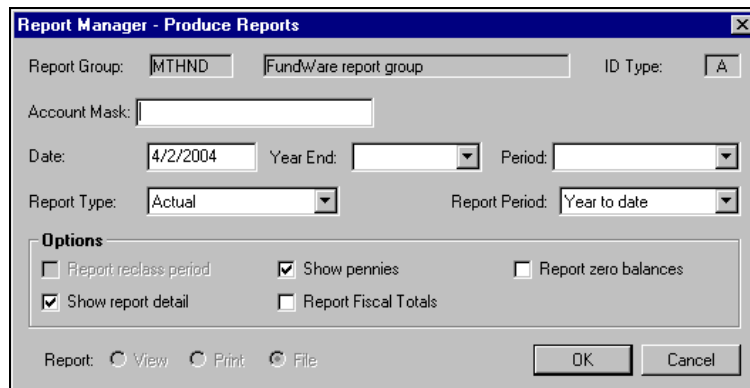 Report Manager - Produce Reports
Report Group: MTHND FundWare report group ID Type: A
Account Mask:
Date: 4/2/2004 Year End: Period:
Report Type: Actual Report Period: Year to date
Options
Report reclass period Show pennies Report zero balances
Show report detail Report Fiscal Totals
Report: View Print File OK Cancel